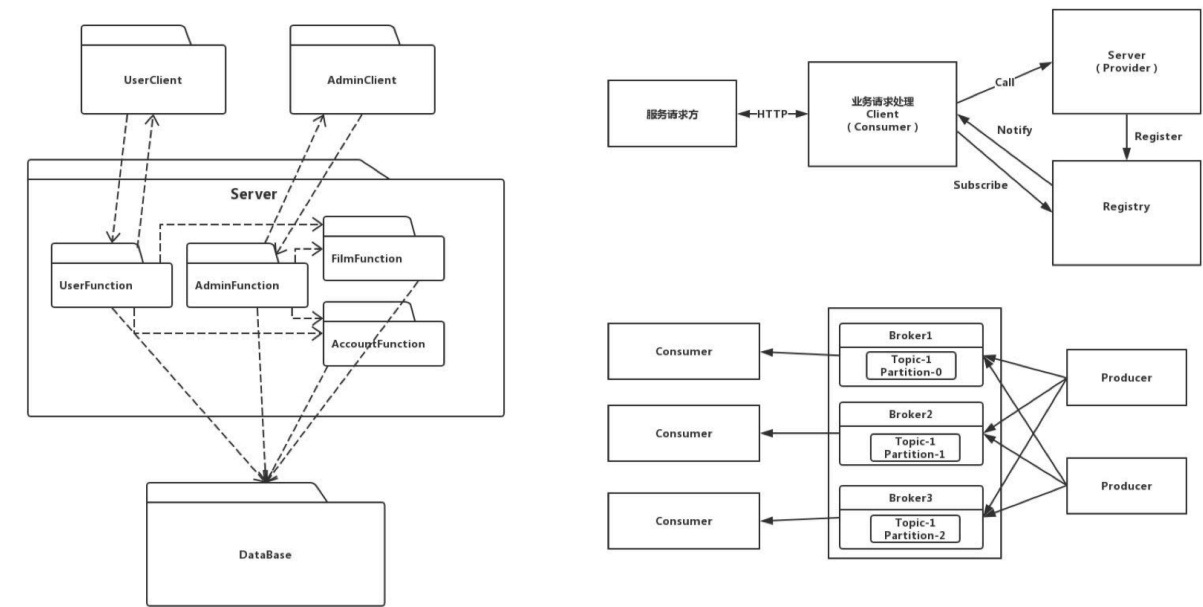 UserClient
AdminClient
Server
UserFunction
AdminFunction
FilmFunction
AccountFunction
DataBase
服务请求方
HTTP
业务请求处理
Client
( Consumer )
Call
Server
( Provider )
Register
Notify
Subscribe
Registry
Consumer
Consumer
Consumer
Broker1
Topic-1
Partition-0
Broker2
Topic-1
Partition-1
Broker3
Topic-1
Partition-2
Producer
Producer